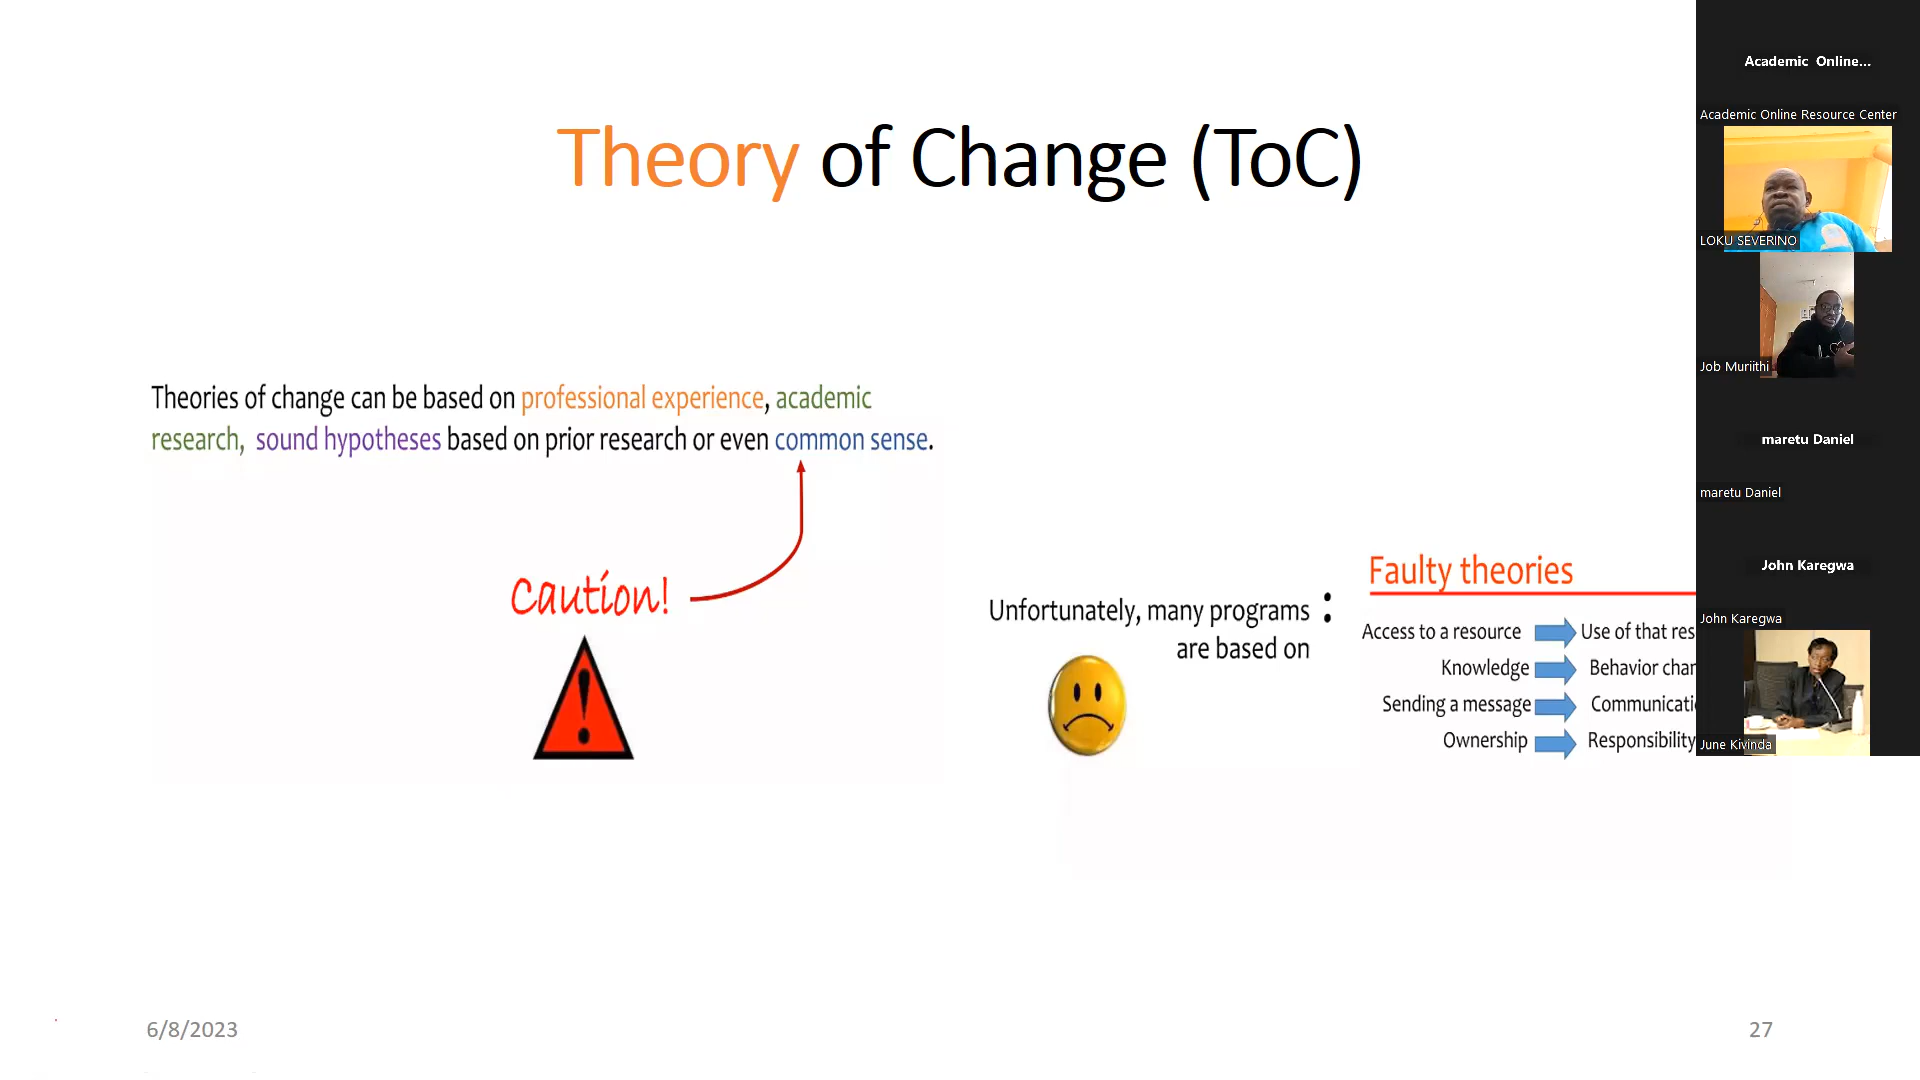 Theory of Change (ToC)
Theories of change can be based on professional experience, academic
research, sound hypotheses based on prior research or even common sense.
Caution!
Unfortunately, many programs
are based on :
Faulty theories
Access to a resource Use of that res
Knowledge Behavior chan
Sending a message Communicati
Ownership Responsibility
6/8/2023
27
Academic Online...
Academic Online Resource Center
LOKU SEVERINO
Job Muriithi
maretu Daniel
maretu Daniel
John Karegwa
John Karegwa
June Kivinda